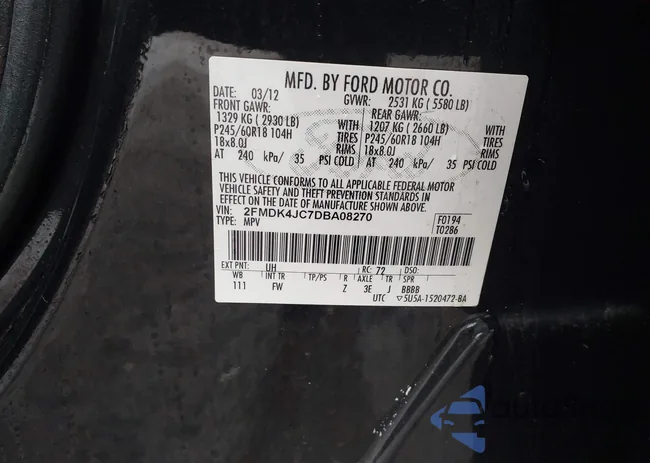 MFD. BY FORD MOTOR CO.
DATE: 03/12 GVWR: 2531 KG ( 5580 LB)
FRONT GAWR: REAR GAWR:
1329 KG ( 2930 LB) WITH 1207 KG ( 2660 LB) WITH
P245/60R18 104H TIRES P245/60R18 104H TIRES
18x8.0J RIMS 18x8.0J RIMS
AT 240 kPa/ 35 PSI COLD AT 240 kPa/ 35 PSI COLD
THIS VEHICLE CONFORMS TO ALL APPLICABLE FEDERAL MOTOR
VEHICLE SAFETY AND THEFT PREVENTION STANDARDS IN
EFFECT ON THE DATE OF MANUFACTURE SHOWN ABOVE.
VIN: 2FMDK4JC7DBA08270 F0194
TYPE: MPV T0286
EXT PNT: UH RC: 72 DSO:
WB INT TR TP/PS R AXLE TR SPR
111 FW Z 3E J BBBB
UTC ▽5U5A-1520472-BA